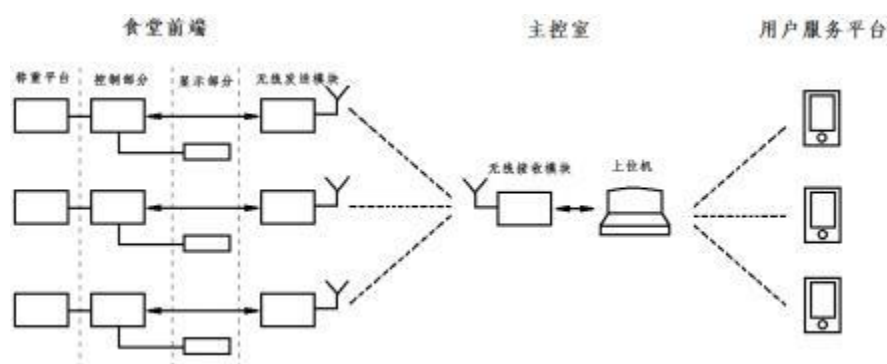 食堂前端
主控室
用户服务平台
称重平台
控制部分
显示部分
无线发送模块
无线接收模块
上位机